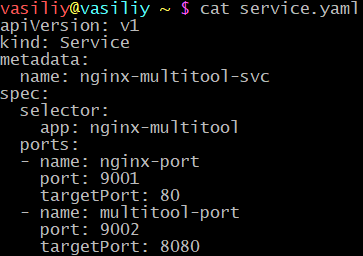 vasiliy@vasiliy ~ $ cat service.yaml
apiVersion: v1
kind: Service
metadata:
  name: nginx-multitool-svc
spec:
  selector:
    app: nginx-multitool
  ports:
  - name: nginx-port
    port: 9001
    targetPort: 80
  - name: multitool-port
    port: 9002
    targetPort: 8080